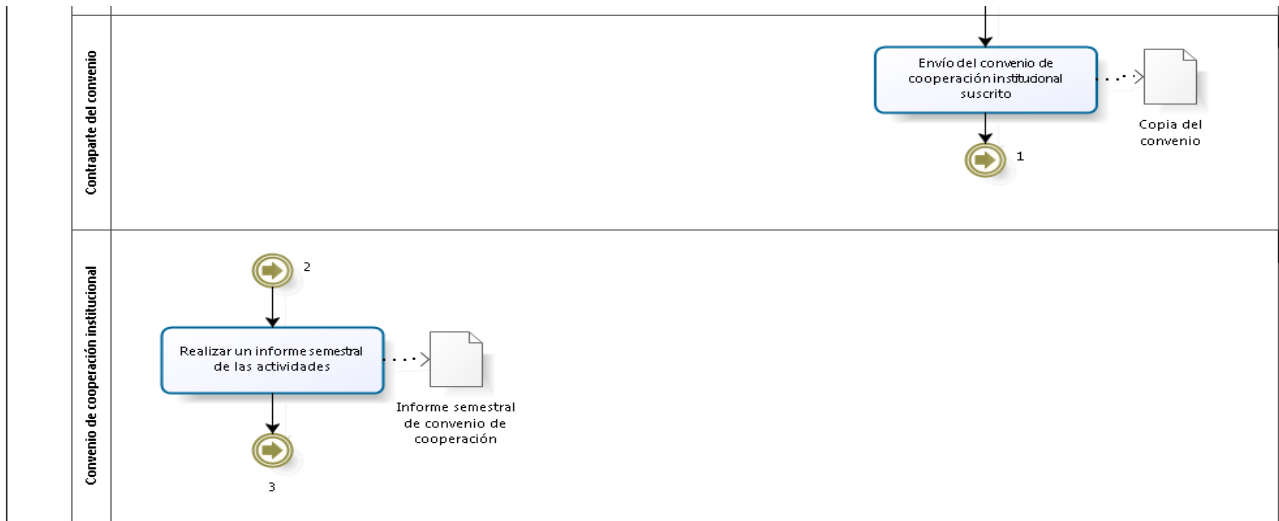 Contraparte del convenio
Envío del convenio de
cooperación institucional
suscrito
Copia del
convenio
1
Convenio de cooperación institucional
2
Realizar un informe semestral
de las actividades
Informe semestral
de convenio de
cooperación
3